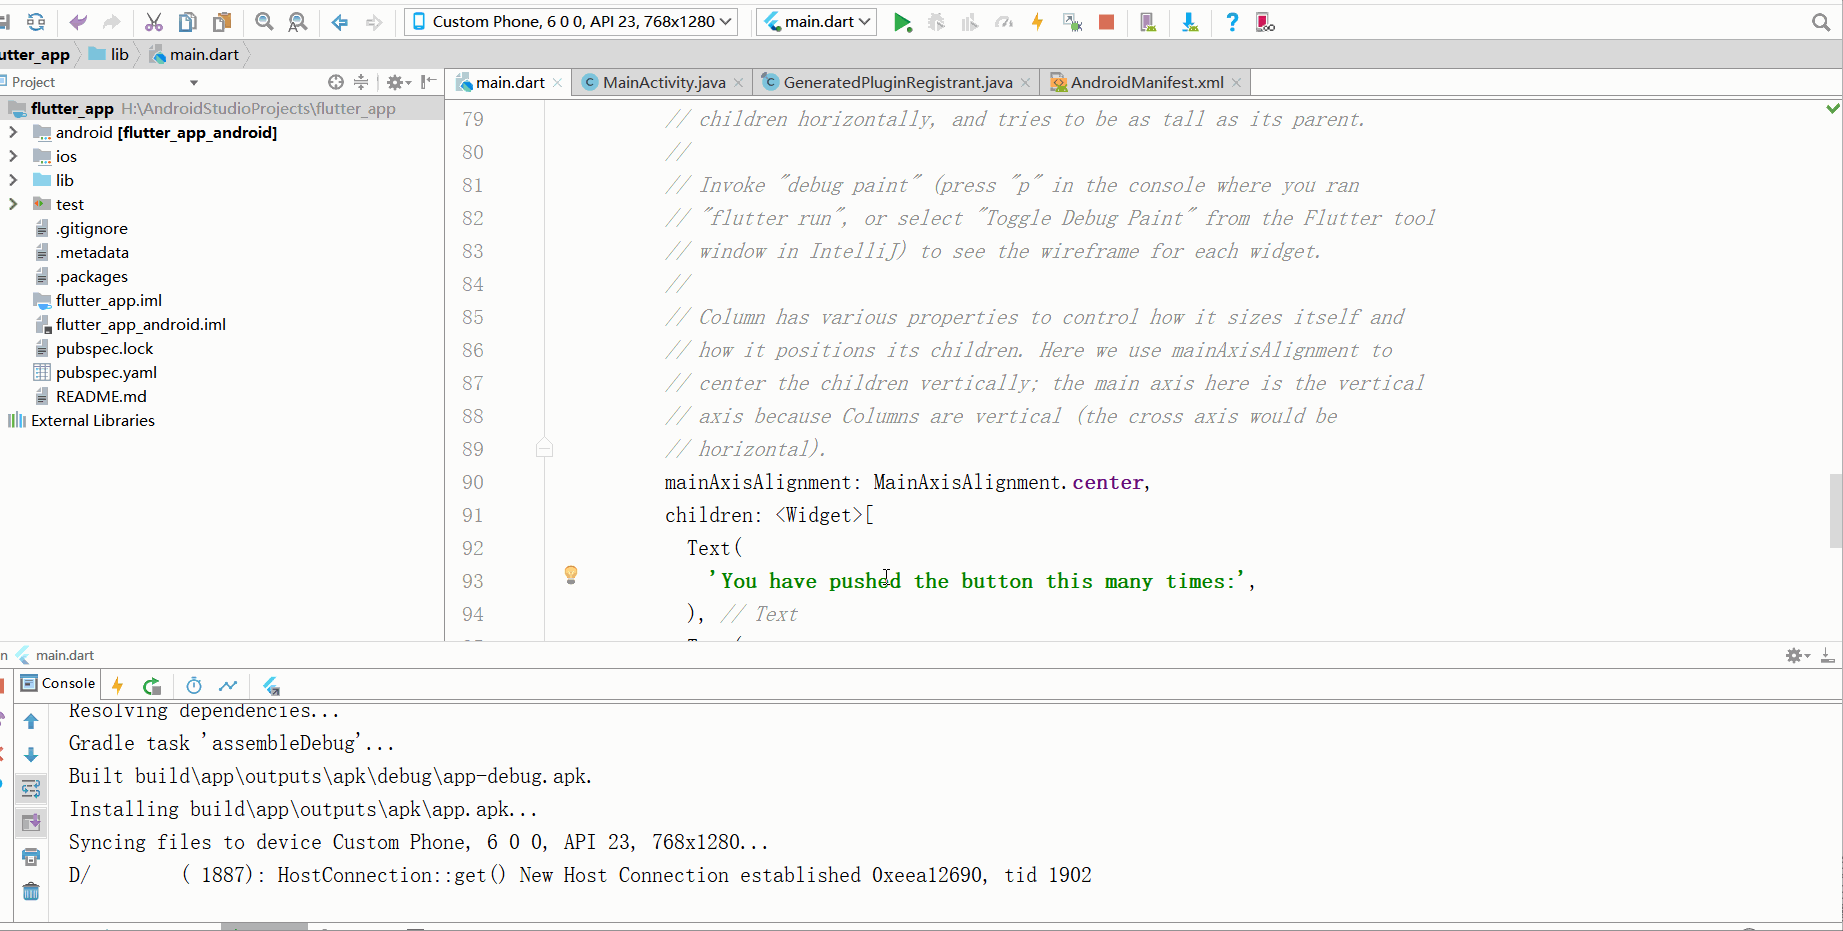 Custom Phone, 6 0 0, API 23, 768x1280
main.dart
utter_app
lib
main.dart
Project
main.dart
MainActivity.java
GeneratedPluginRegistrant.java
AndroidManifest.xml
flutter_app H:\AndroidStudioProjects\flutter_app
android [flutter_app_android]
ios
lib
test
.gitignore
.metadata
.packages
flutter_app.iml
flutter_app_android.iml
pubspec.lock
pubspec.yaml
README.md
External Libraries
79 // children horizontally, and tries to be as tall as its parent.
80 //
81 // Invoke "debug paint" (press "p" in the console where you ran
82 // "flutter run", or select "Toggle Debug Paint" from the Flutter tool
83 // window in IntelliJ) to see the wireframe for each widget.
84 //
85 // Column has various properties to control how it sizes itself and
86 // how it positions its children. Here we use mainAxisAlignment to
87 // center the children vertically; the main axis here is the vertical
88 // axis because Columns are vertical (the cross axis would be
89 // horizontal).
90 mainAxisAlignment: MainAxisAlignment.center,
91 children: <Widget>[
92 Text(
93 'You have pushed the button this many times:',
94 ), // Text
n main.dart
Console
Resolving dependencies...
Gradle task 'assembleDebug'...
Built build\app\outputs\apk\debug\app-debug.apk.
Installing build\app\outputs\apk\app.apk...
Syncing files to device Custom Phone, 6 0 0, API 23, 768x1280...
D/ ( 1887): HostConnection::get() New Host Connection established 0xeea12690, tid 1902